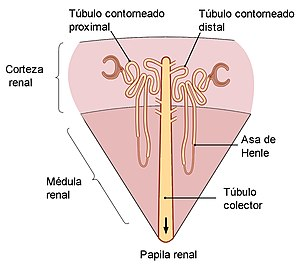 Túbulo contorneado
proximal
Túbulo contorneado
distal
Corteza
renal
Asa de
Henle
Médula
renal
Túbulo
colector
Papila renal